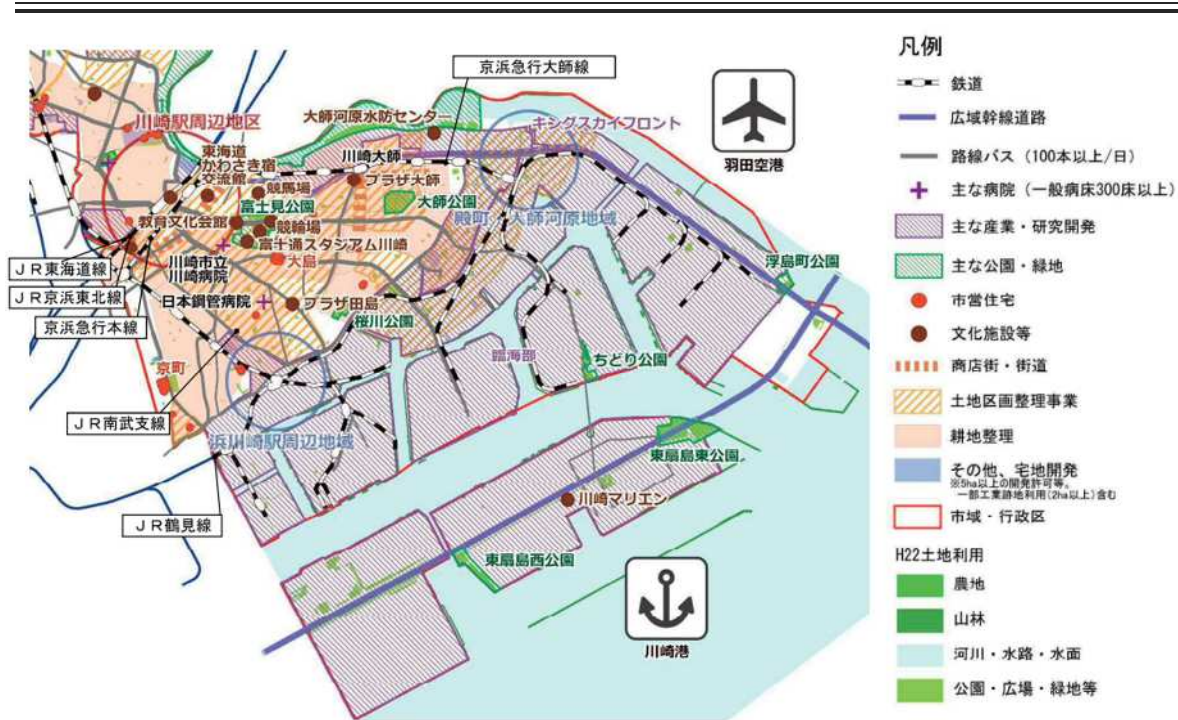 京浜急行大師線
大師河原水防センター
キングスカイフロント
羽田空港
川崎駅周辺地区
東海道
かわさき宿
交流館
川崎大師
競馬場
プラザ大師
富士見公園
大師公園
殿町・大師河原地域
教育文化会館
競輪場
富士通スタジアム川崎
浮島町公園
JR東海道線
川崎市立
川崎病院
大島
JR京浜東北線
日本鋼管病院
プラザ田島
京浜急行本線
桜川公園
臨海部
ちどり公園
京町
JR南武支線
浜川崎駅周辺地域
東扇島東公園
川崎マリエン
JR鶴見線
東扇島西公園
川崎港
凡例
鉄道
広域幹線道路
路線バス(100本以上/日)
主な病院(一般病床300床以上)
主な産業・研究開発
主な公園・緑地
市営住宅
文化施設等
商店街・街道
土地区画整理事業
耕地整理
その他、宅地開発
※5ha以上の開発許可等。
一部工業跡地利用(2ha以上)含む
市域・行政区
H22土地利用
農地
山林
河川・水路・水面
公園・広場・緑地等